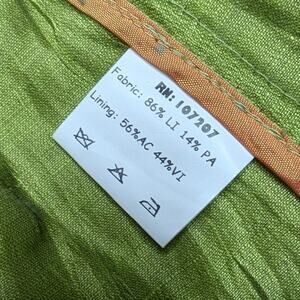 RN: 107207
Fabric: 86% LI 14% PA
Lining: 56%AC 44%VI